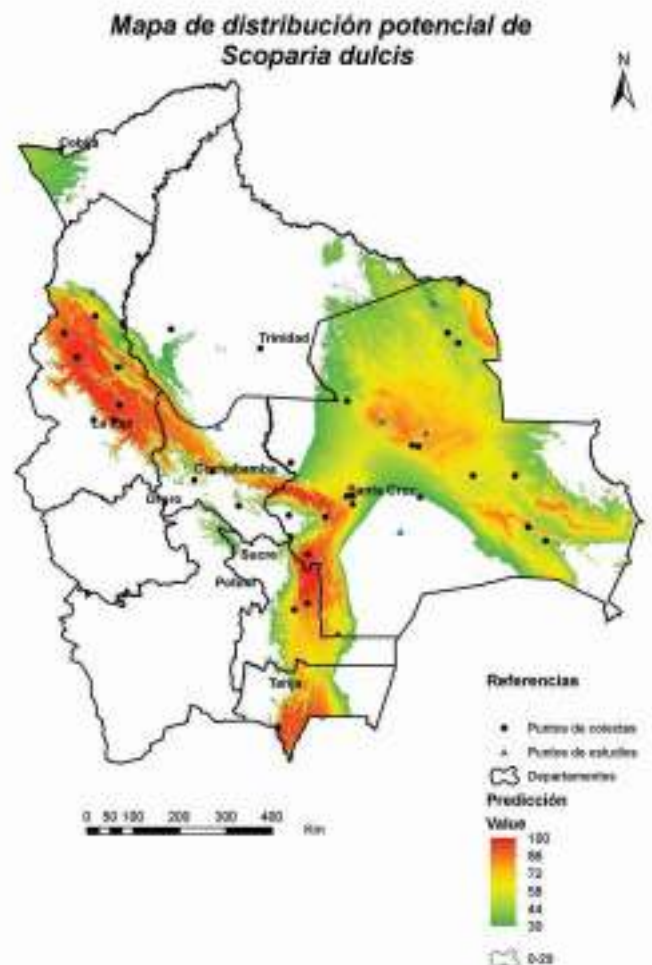 Mapa de distribución potencial de
Scoparia dulcis
N
Cobija
Trinidad
La Paz
Cochabamba
Oruro
Santa Cruz
Sucre
Potosí
Tarija
Referencias
Puntos de colectas
Puntos de estudios
Departamentos
Predicción
Value
100
86
72
58
44
30
0-29
0 50 100 200 300 400
Km